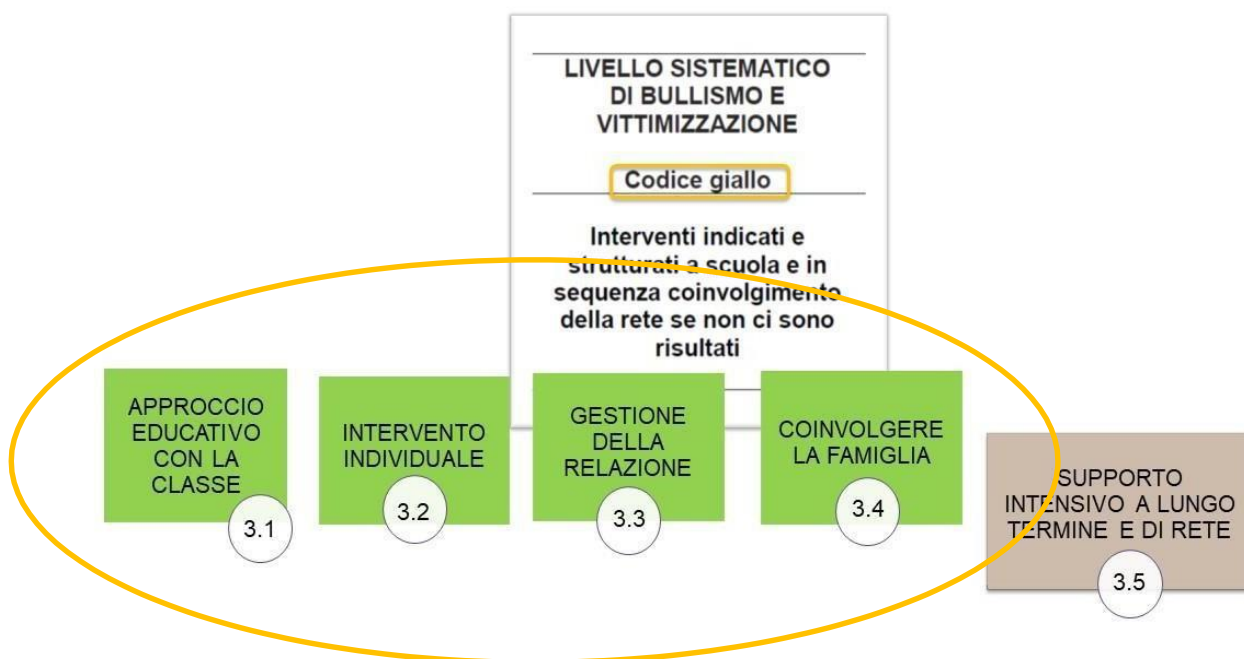 LIVELLO SISTEMATICO
DI BULLISMO E
VITTIMIZZAZIONE
Codice giallo
Interventi indicati e
strutturati a scuola e in
sequenza coinvolgimento
della rete se non ci sono
risultati
APPROCCIO
EDUCATIVO
CON LA
CLASSE
3.1
INTERVENTO
INDIVIDUALE
3.2
GESTIONE
DELLA
RELAZIONE
3.3
COINVOLGERE
LA FAMIGLIA
3.4
SUPPORTO
INTENSIVO A LUNGO
TERMINE E DI RETE
3.5